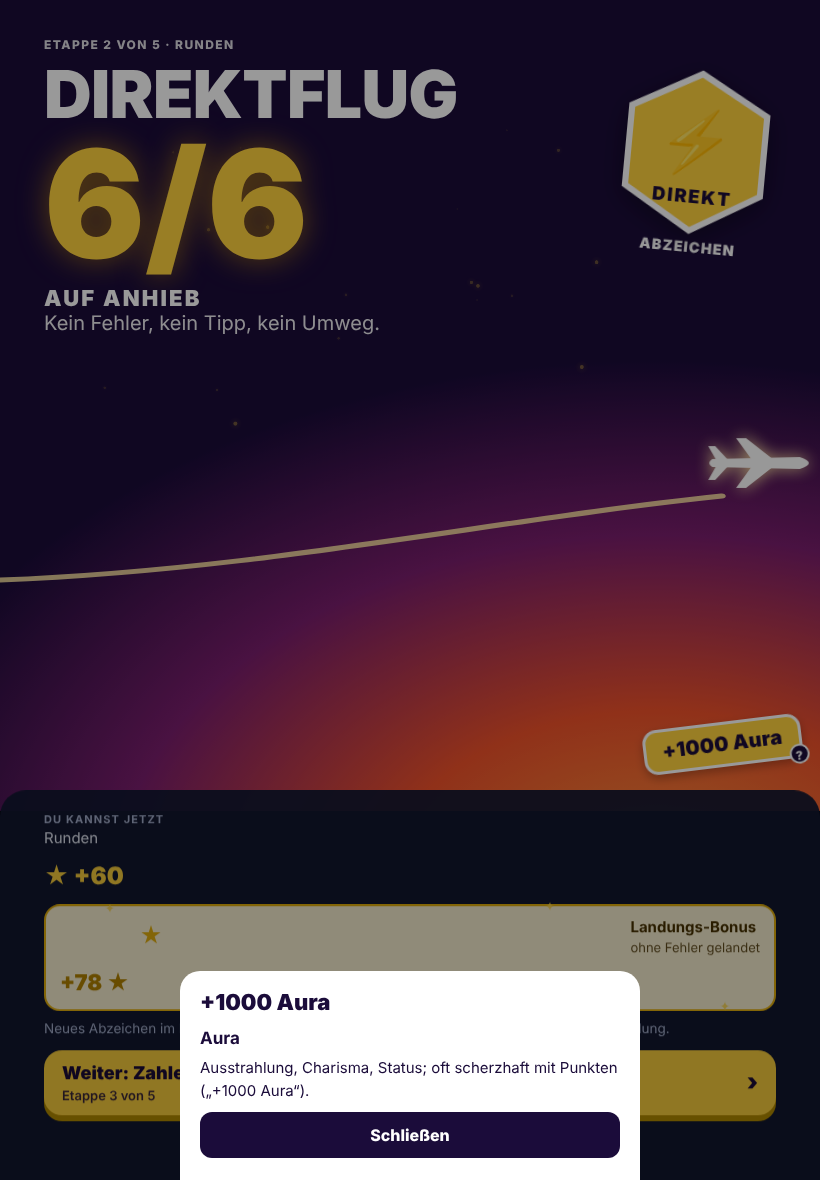 ETAPPE 2 VON 5 · RUNDEN
DIREKTFLUG
6/6
AUF ANHIEB
Kein Fehler, kein Tipp, kein Umweg.
DIREKT
ABZEICHEN
+1000 Aura
?
DU KANNST JETZT
Runden
★ +60
Landungs-Bonus
ohne Fehler gelandet
+78 ★
Neues Abzeichen im
Weiter:
Etappe 3 von 5
+1000 Aura
Aura
Ausstrahlung, Charisma, Status; oft scherzhaft mit Punkten
(„+1000 Aura“).
Schließen